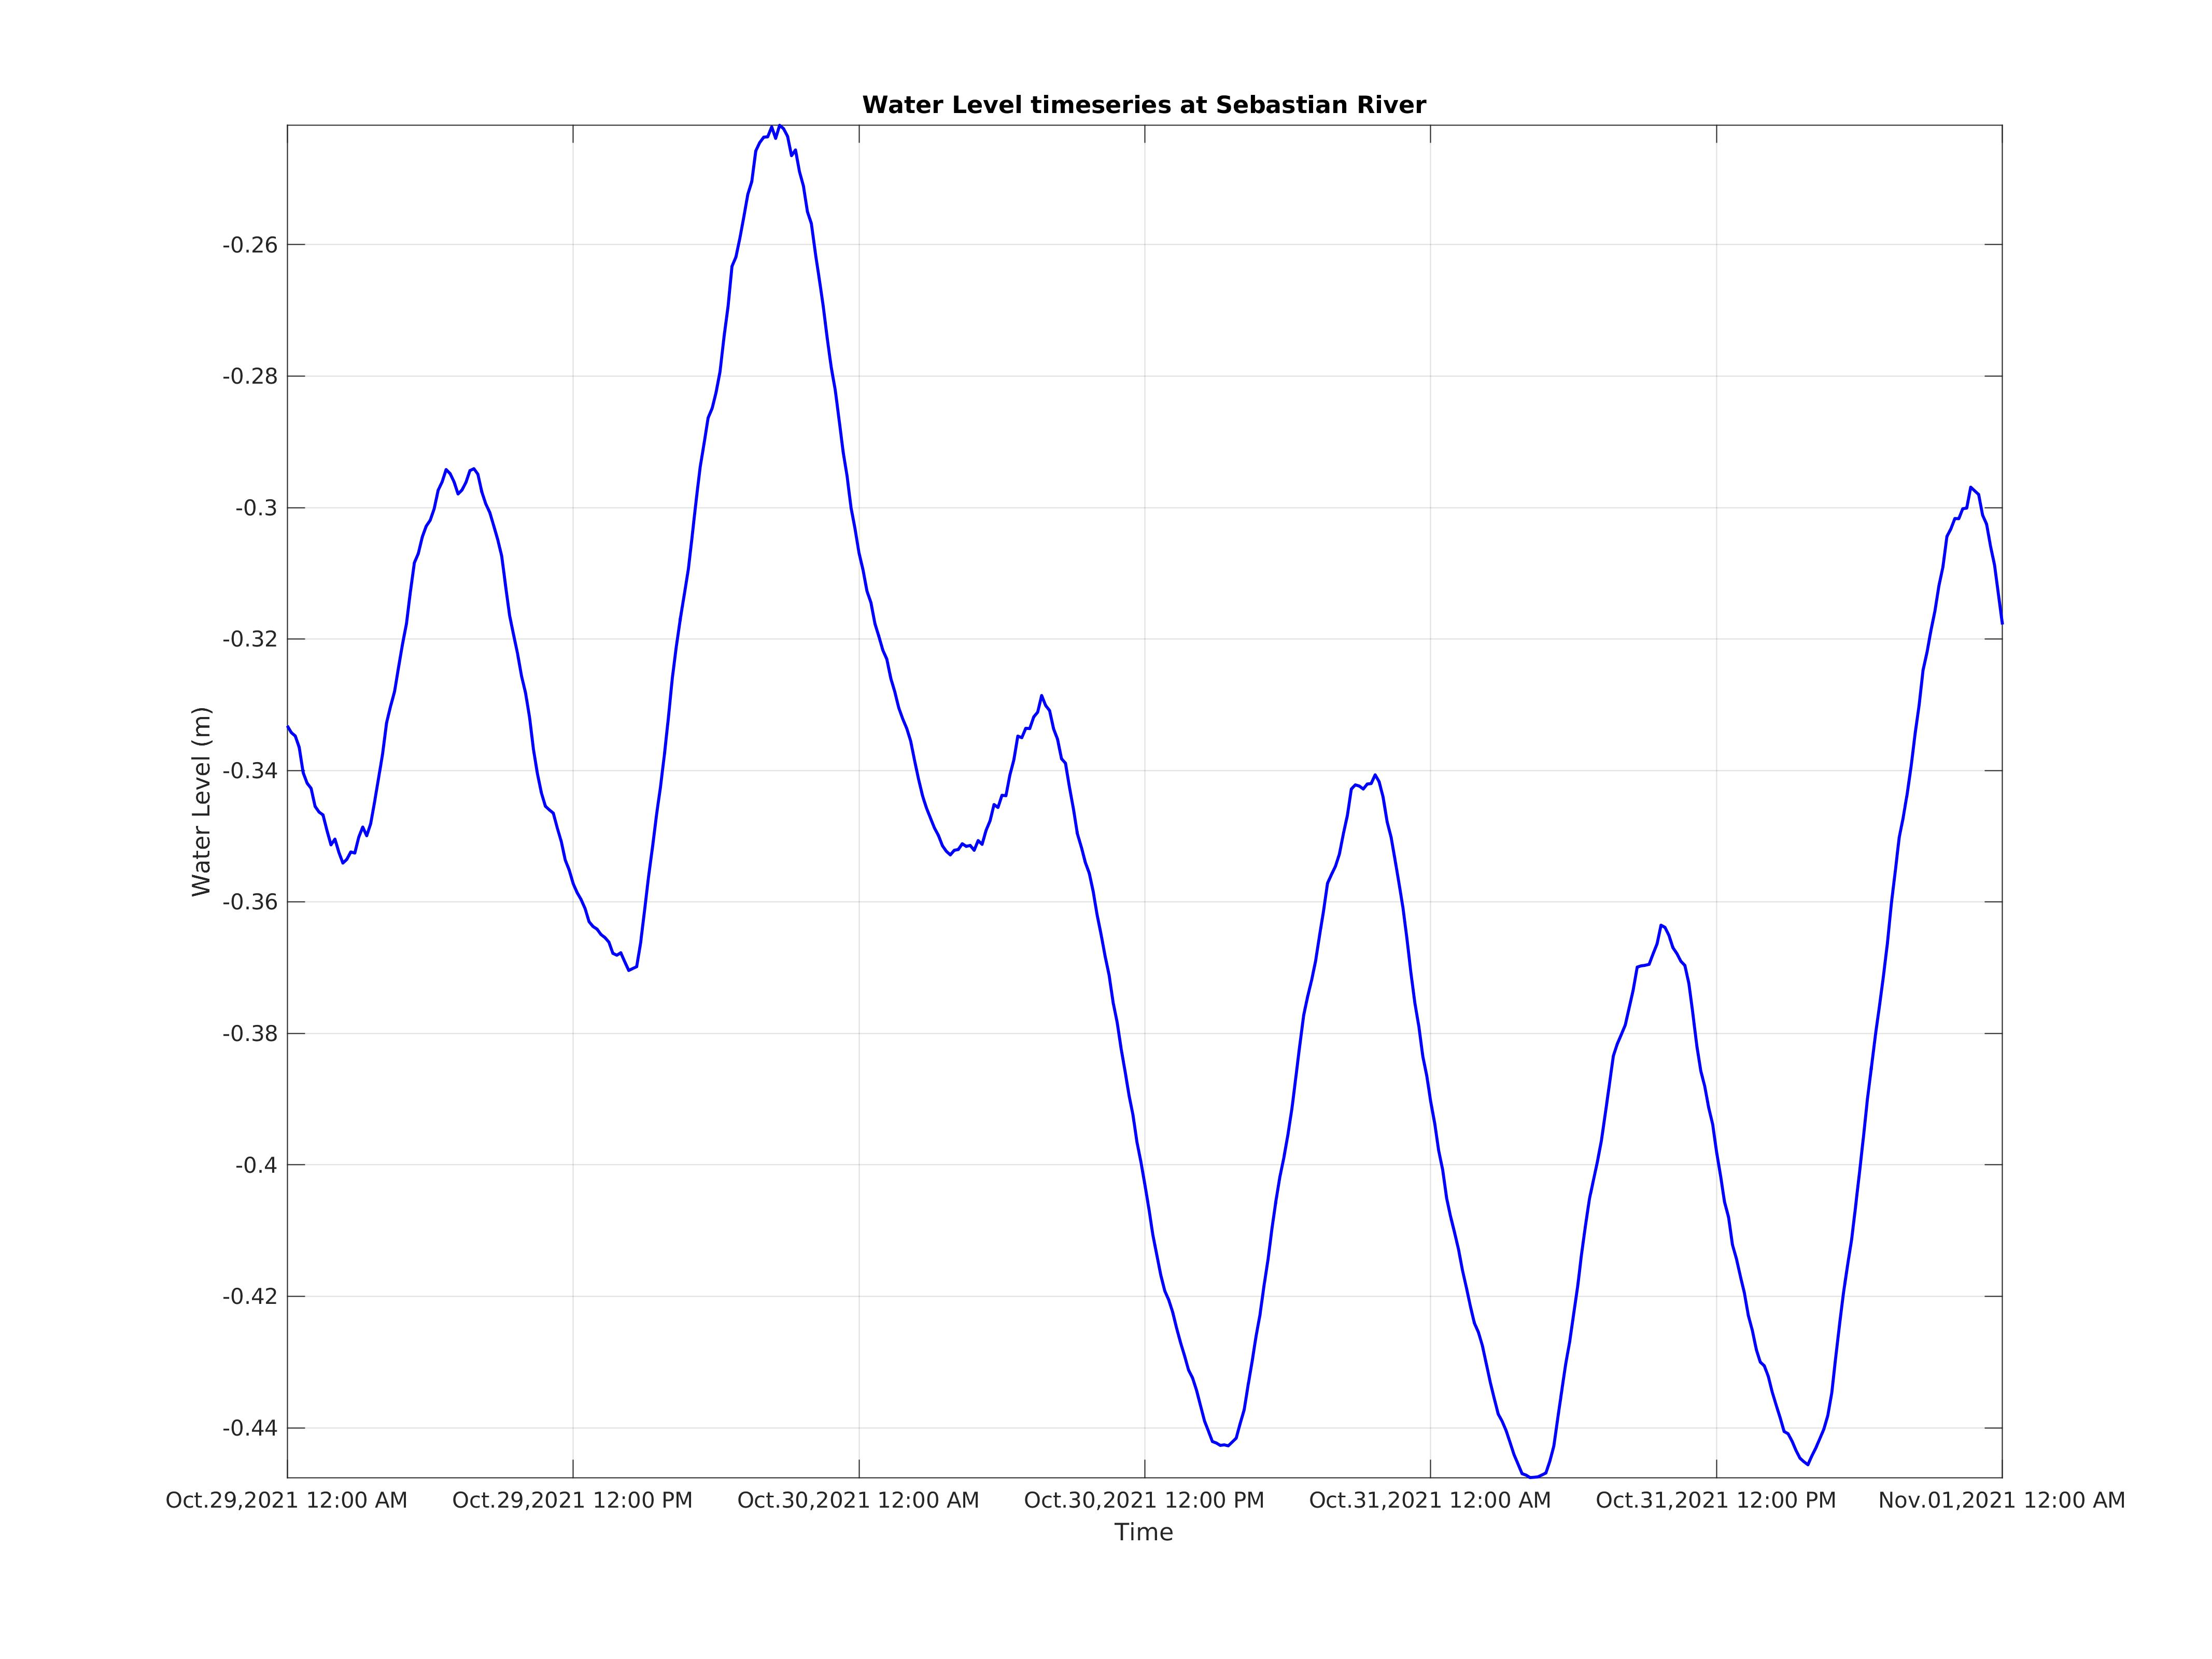 Water Level timeseries at Sebastian River
Water Level (m)
-0.26
-0.28
-0.3
-0.32
-0.34
-0.36
-0.38
-0.4
-0.42
-0.44
Oct.29,2021 12:00 AM
Oct.29,2021 12:00 PM
Oct.30,2021 12:00 AM
Oct.30,2021 12:00 PM
Oct.31,2021 12:00 AM
Oct.31,2021 12:00 PM
Nov.01,2021 12:00 AM
Time